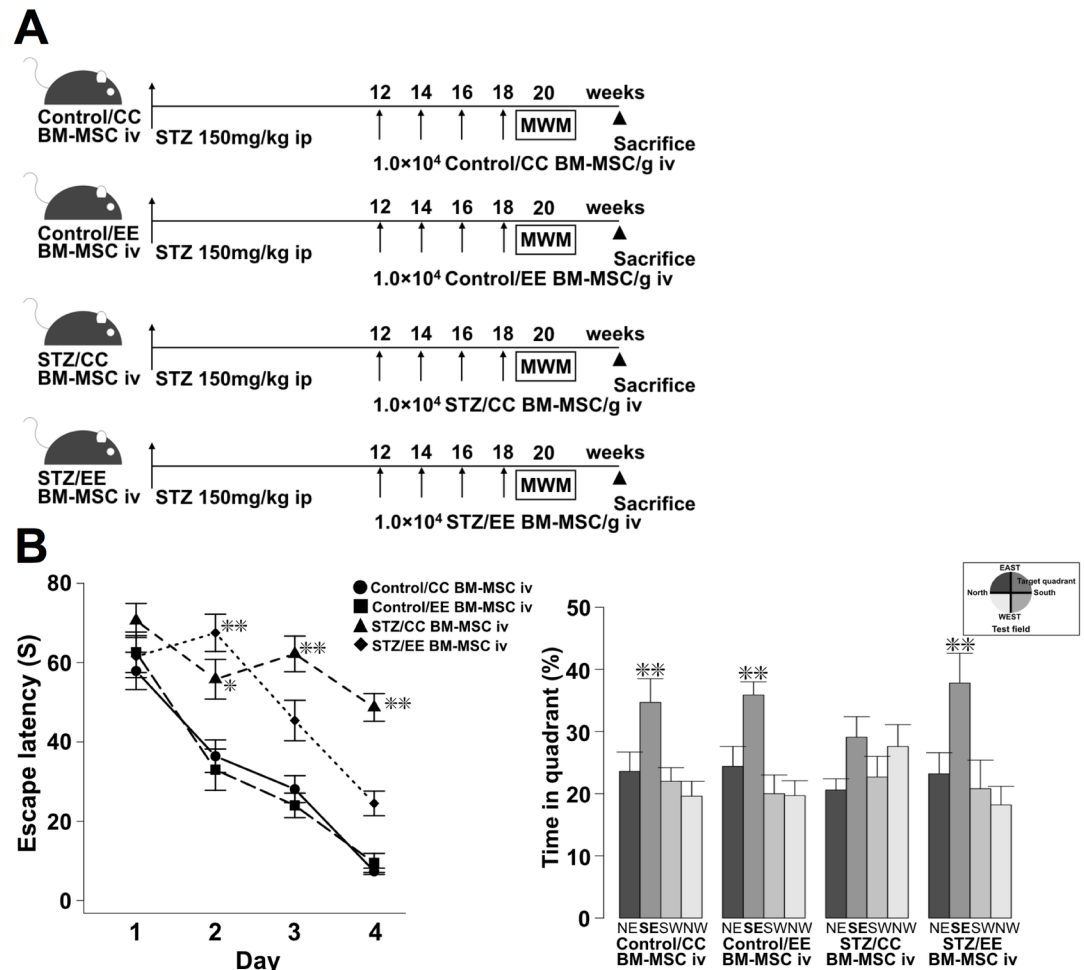 A
12 14 16 18 20 weeks
Control/CC
BM-MSC iv
STZ 150mg/kg ip
MWM
Sacrifice
1.0×10⁴ Control/CC BM-MSC/g iv
12 14 16 18 20 weeks
Control/EE
BM-MSC iv
STZ 150mg/kg ip
MWM
Sacrifice
1.0×10⁴ Control/EE BM-MSC/g iv
12 14 16 18 20 weeks
STZ/CC
BM-MSC iv
STZ 150mg/kg ip
MWM
Sacrifice
1.0×10⁴ STZ/CC BM-MSC/g iv
12 14 16 18 20 weeks
STZ/EE
BM-MSC iv
STZ 150mg/kg ip
MWM
Sacrifice
1.0×10⁴ STZ/EE BM-MSC/g iv
B
Escape latency (S)
80
60
40
20
0
1 2 3 4
Day
Control/CC BM-MSC iv
Control/EE BM-MSC iv
STZ/CC BM-MSC iv
STZ/EE BM-MSC iv
**
*
**
**
Time in quadrant (%)
50
40
30
20
10
0
** ** **
NE SE SW NW NE SE SW NW NE SE SW NW NE SE SW NW
Control/CC Control/EE STZ/CC STZ/EE
BM-MSC iv BM-MSC iv BM-MSC iv BM-MSC iv
EAST
Target quadrant
North South
WEST
Test field